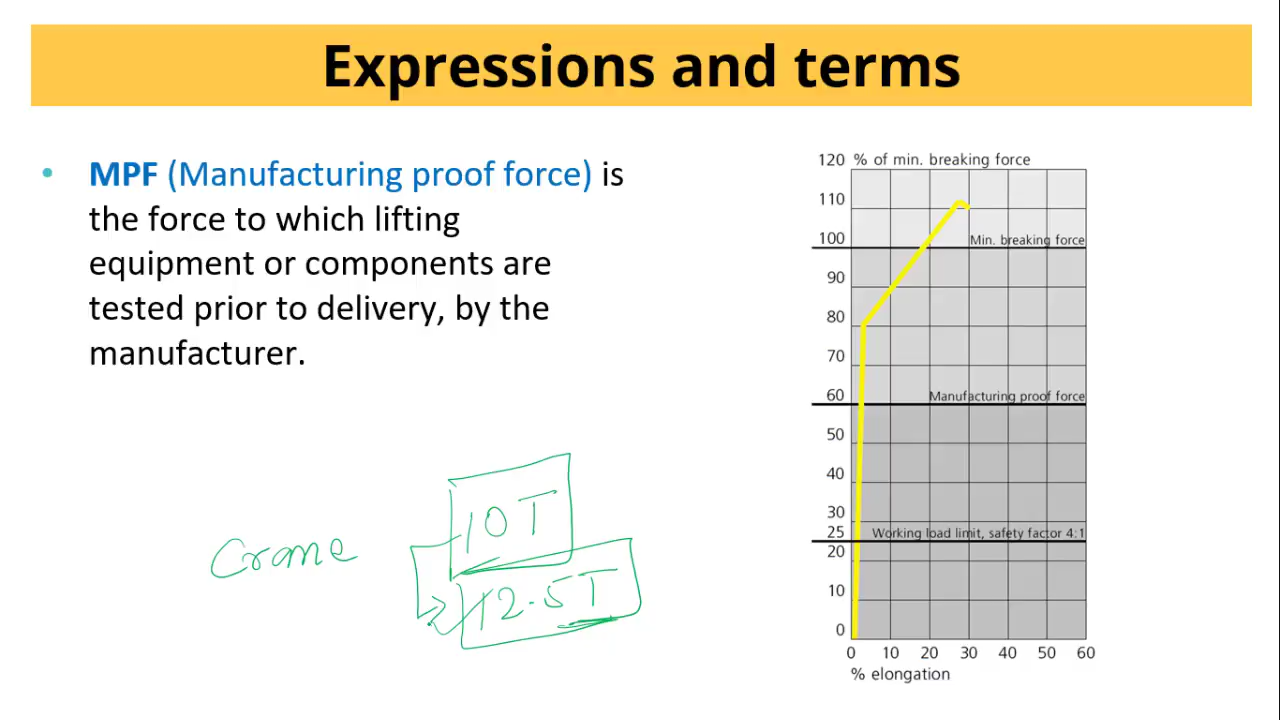 Expressions and terms
• MPF (Manufacturing proof force) is
the force to which lifting
equipment or components are
tested prior to delivery, by the
manufacturer.
Crane
10T
12.5T
120 % of min. breaking force
110
100
Min. breaking force
90
80
70
60
Manufacturing proof force
50
40
30
25 Working load limit, safety factor 4:1
20
10
0
0 10 20 30 40 50 60
% elongation